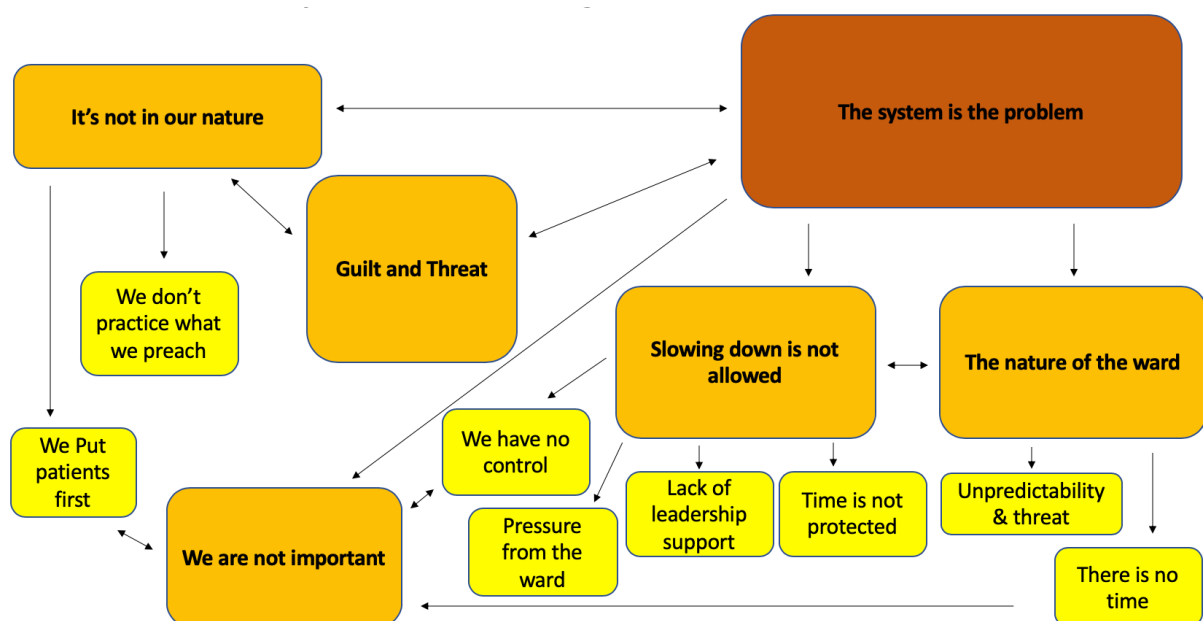 It's not in our nature
The system is the problem
Guilt and Threat
We don't
practice what
we preach
Slowing down is not
allowed
The nature of the ward
We Put
patients
first
We have no
control
Lack of
leadership
support
Time is not
protected
Unpredictability
& threat
We are not important
Pressure
from the
ward
There is no
time